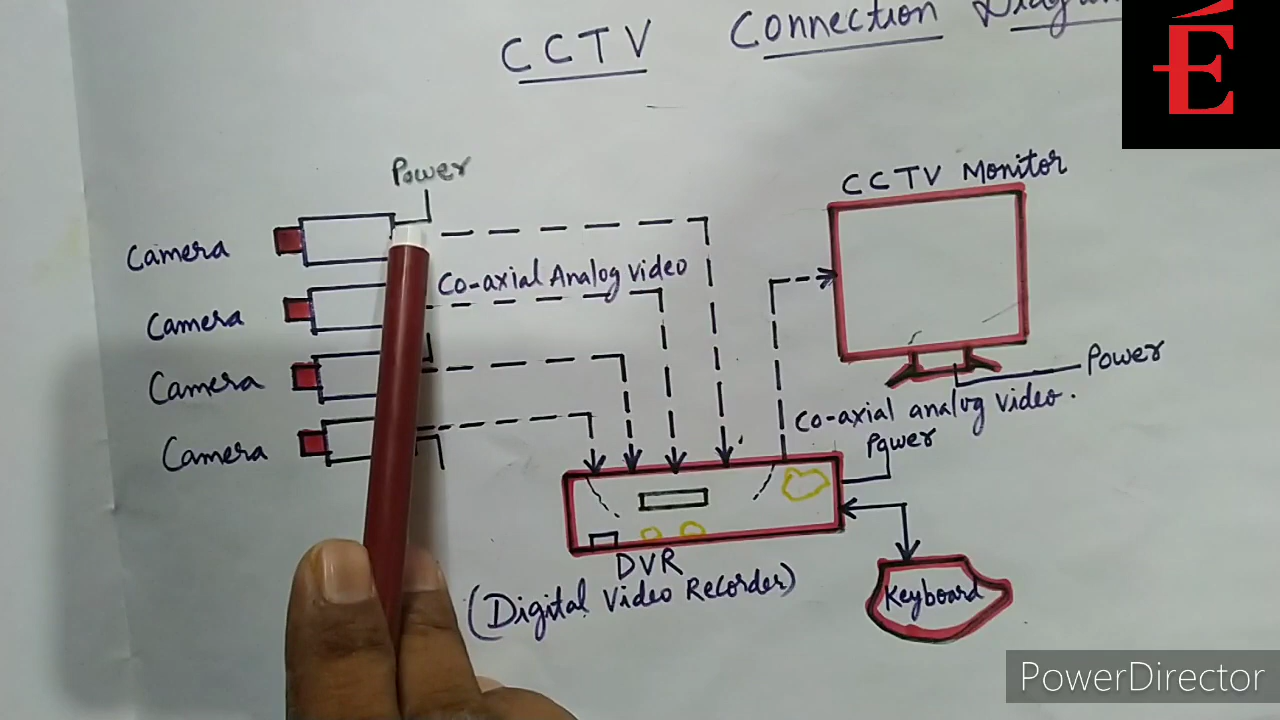 CCTV Connection Diagram
É
Power
CCTV Monitor
Camera
Co-axial Analog Video
Camera
Camera
Power
Co-axial analog Video.
Power
Camera
DVR
(Digital Video Recorder)
Keyboard
PowerDirector